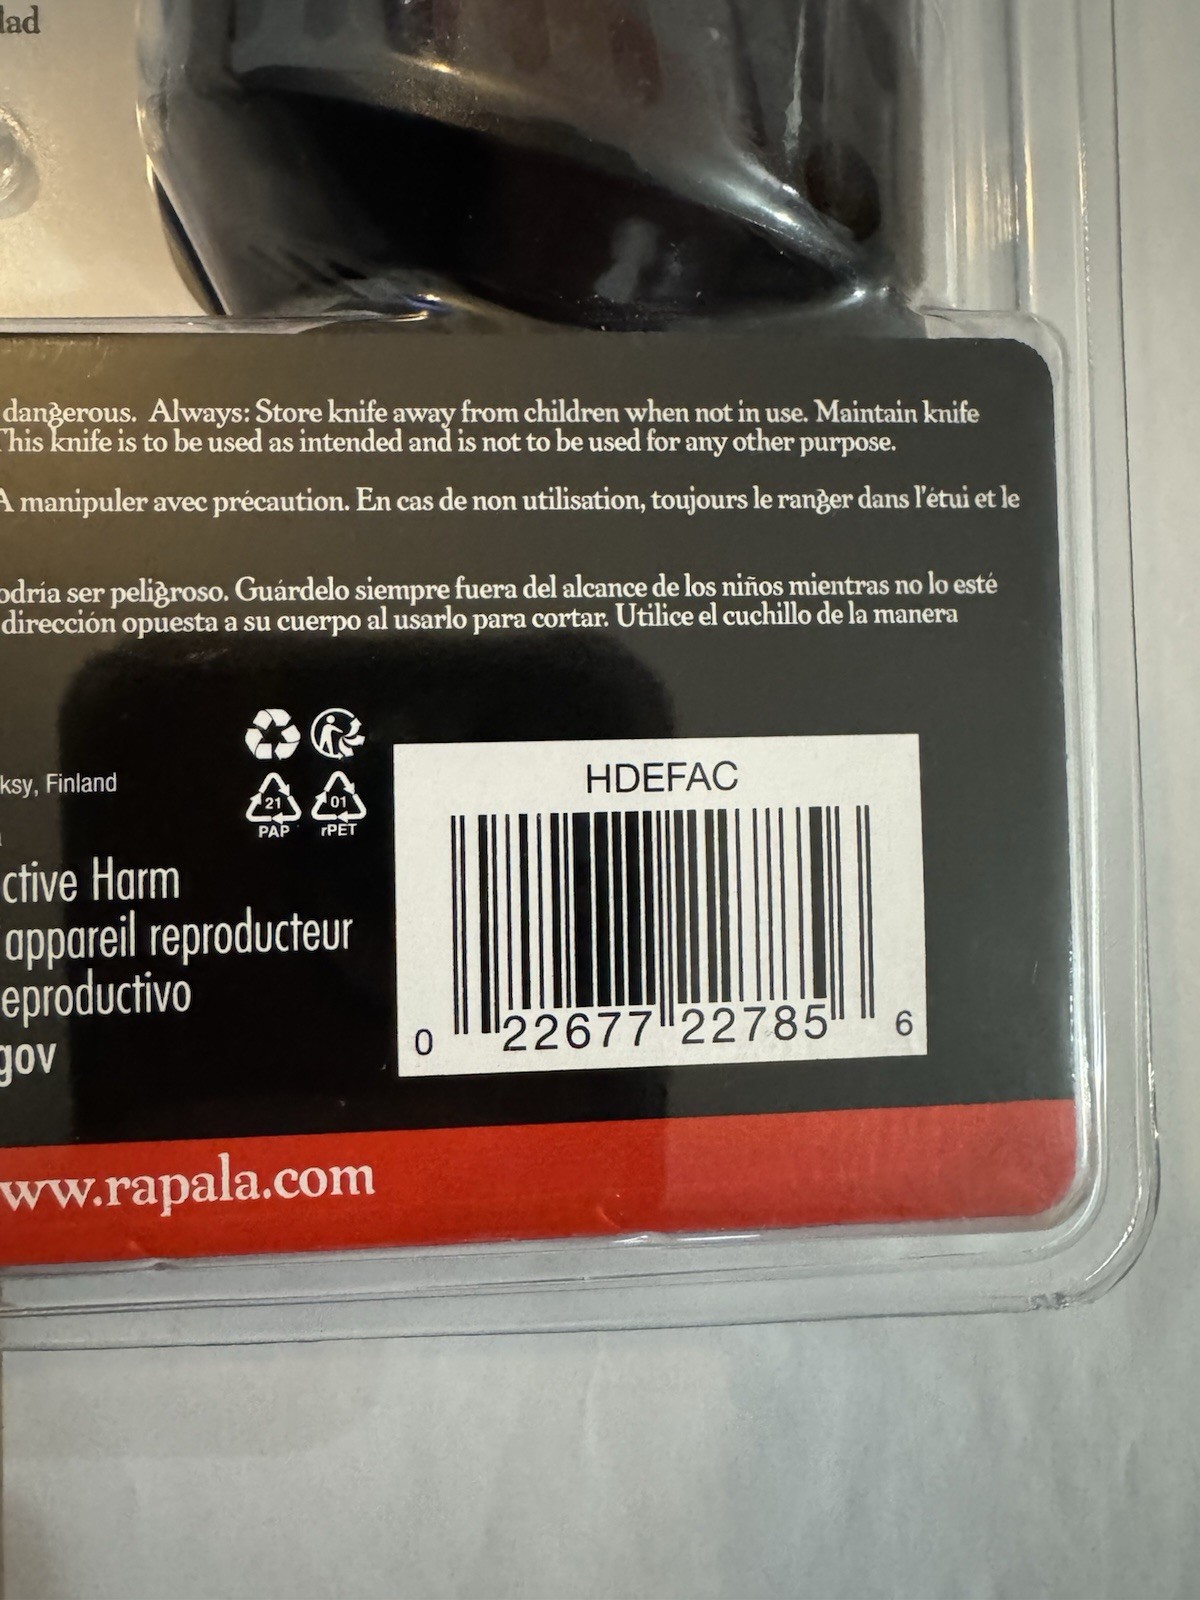 dangerous. Always: Store knife away from children when not in use. Maintain knife
This knife is to be used as intended and is not to be used for any other purpose.
A manipuler avec précaution. En cas de non utilisation, toujours le ranger dans l'étui et le
ser peligroso. Guárdelo siempre fuera del alcance de los niños mientras no lo esté
dirección opuesta a su cuerpo al usarlo para cortar. Utilice el cuchillo de la manera
Finland
21
01
PAP
rPET
HDEFAC
0 22677 22785 6
Harm
appareil reproducteur
gov
www.rapala.com